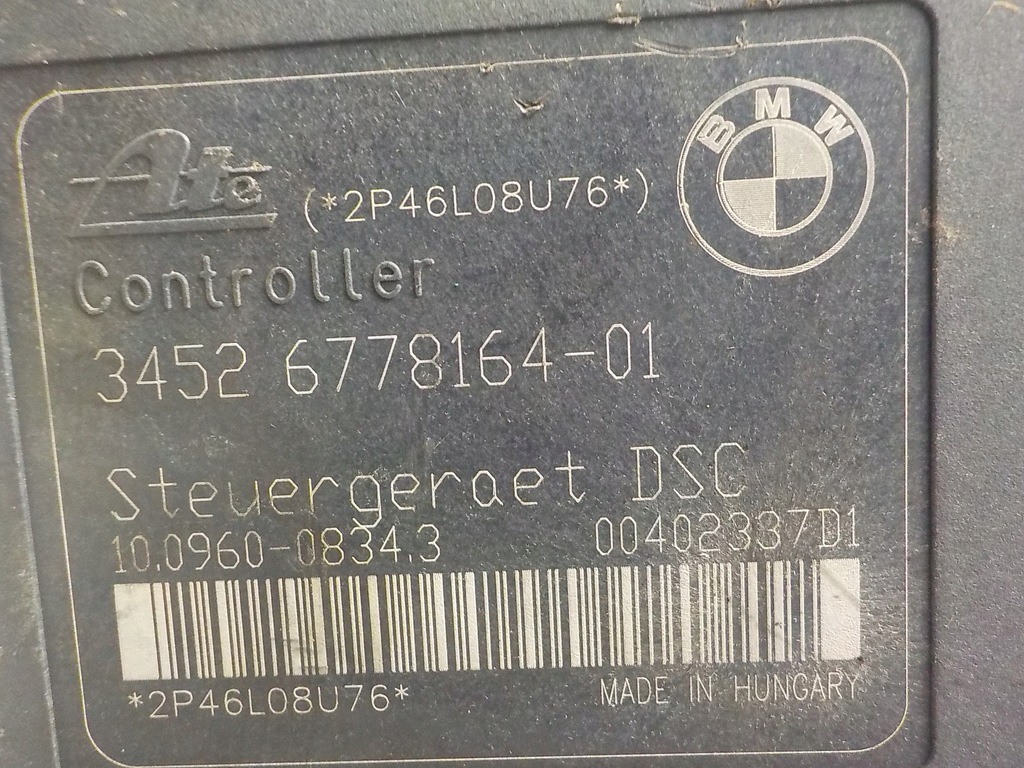 BMW
Ate (*2P46L08U76*)
Controller
3452 6778164-01
Steuergeraet DSC
10.0960-0834.3 00402337D1
*2P46L08U76* MADE IN HUNGARY